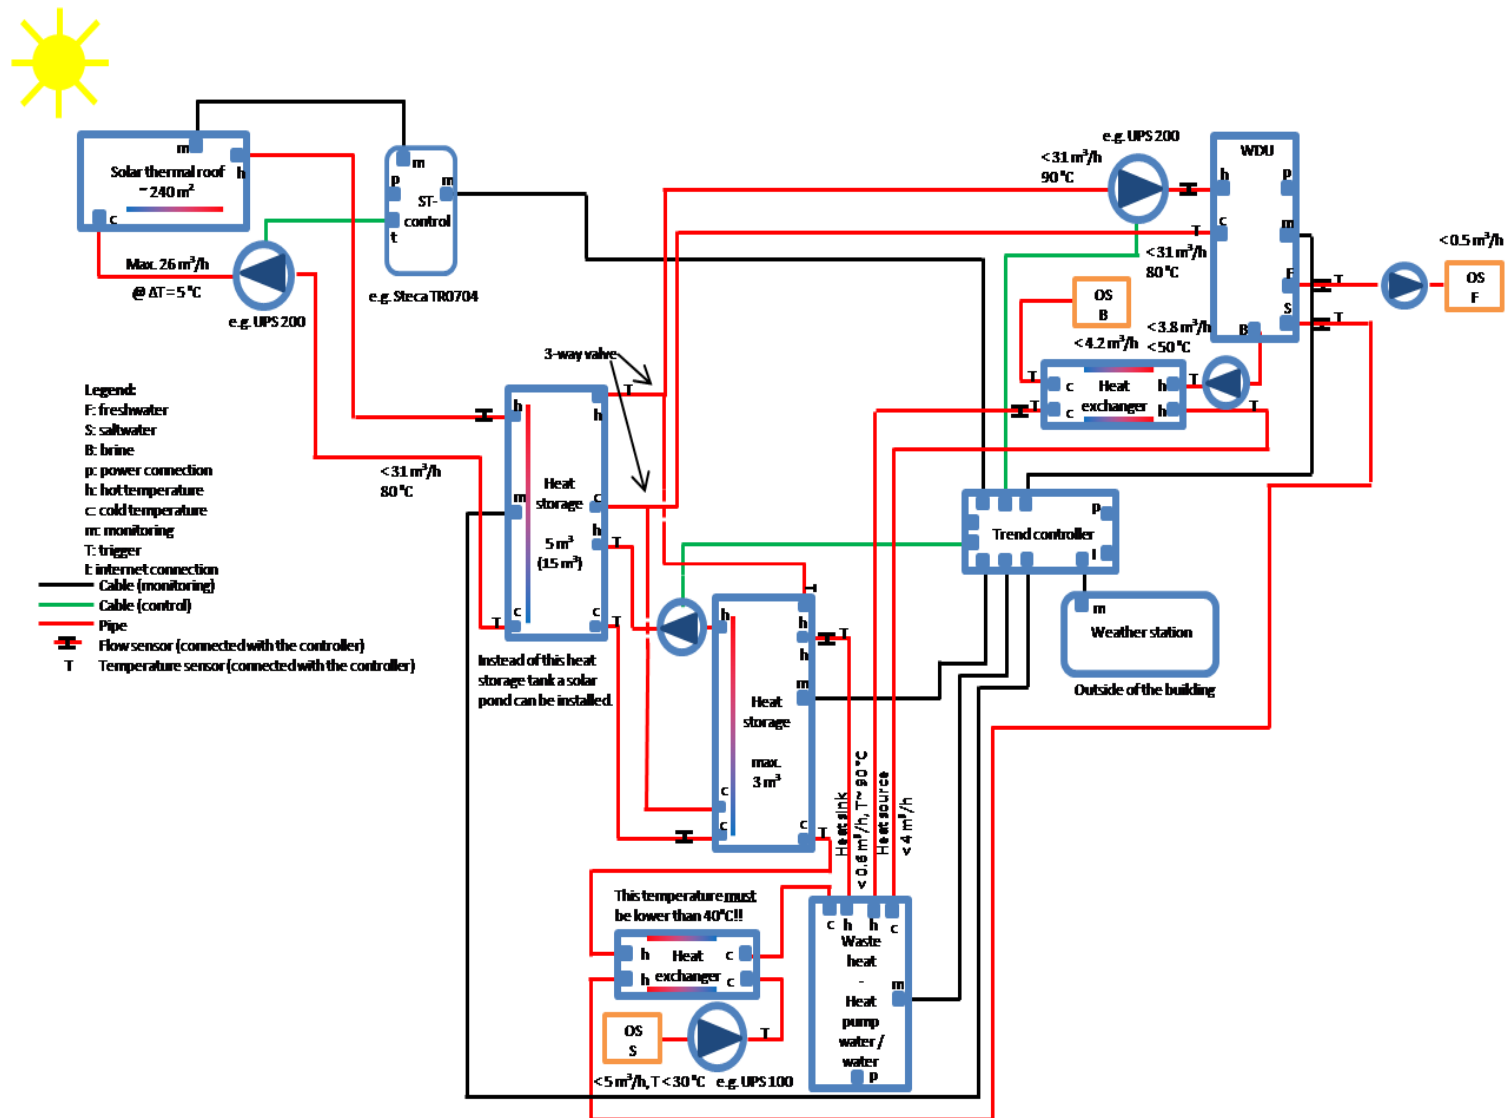 m
Solar thermal roof
~ 240 m²
h
c
m
p
m
ST-
control
t
e.g. Steca TR0704
Max. 26 m³/h
@ ΔT = 5 °C
e.g. UPS 200
e.g. UPS 200
< 31 m³/h
90 °C
WDU
h
p
c
m
F
S
B
< 31 m³/h
80 °C
T
< 0.5 m³/h
T
OS
F
T
OS
B
< 3.8 m³/h
< 50 °C
< 4.2 m³/h
T
c
Heat
exchanger
h
T
T
c
h
T
3-way valve
Legend:
F: freshwater
S: saltwater
B: brine
p: power connection
h: hot temperature
c: cold temperature
m: monitoring
T: trigger
I: internet connection
Cable (monitoring)
Cable (control)
Pipe
Flow sensor (connected with the controller)
T Temperature sensor (connected with the controller)
< 31 m³/h
80 °C
h
T
h
Heat
storage
m
c
h
5 m³
(15 m³)
T
T
c
c
T
Instead of this heat
storage tank a solar
pond can be installed.
Trend controller
p
I
m
Weather station
Outside of the building
T
h
h
T
h
m
Heat
storage
max.
3 m³
c
c
c
T
Heat sink
< 0.6 m³/h, T ~ 90 °C
Heat source
< 4 m³/h
This temperature must
be lower than 40°C!!
h
Heat
exchanger
c
h
c
OS
S
T
< 5 m³/h, T < 30 °C
e.g. UPS 100
c
h
h
c
Waste
heat
-
Heat
pump
water /
water
m
p